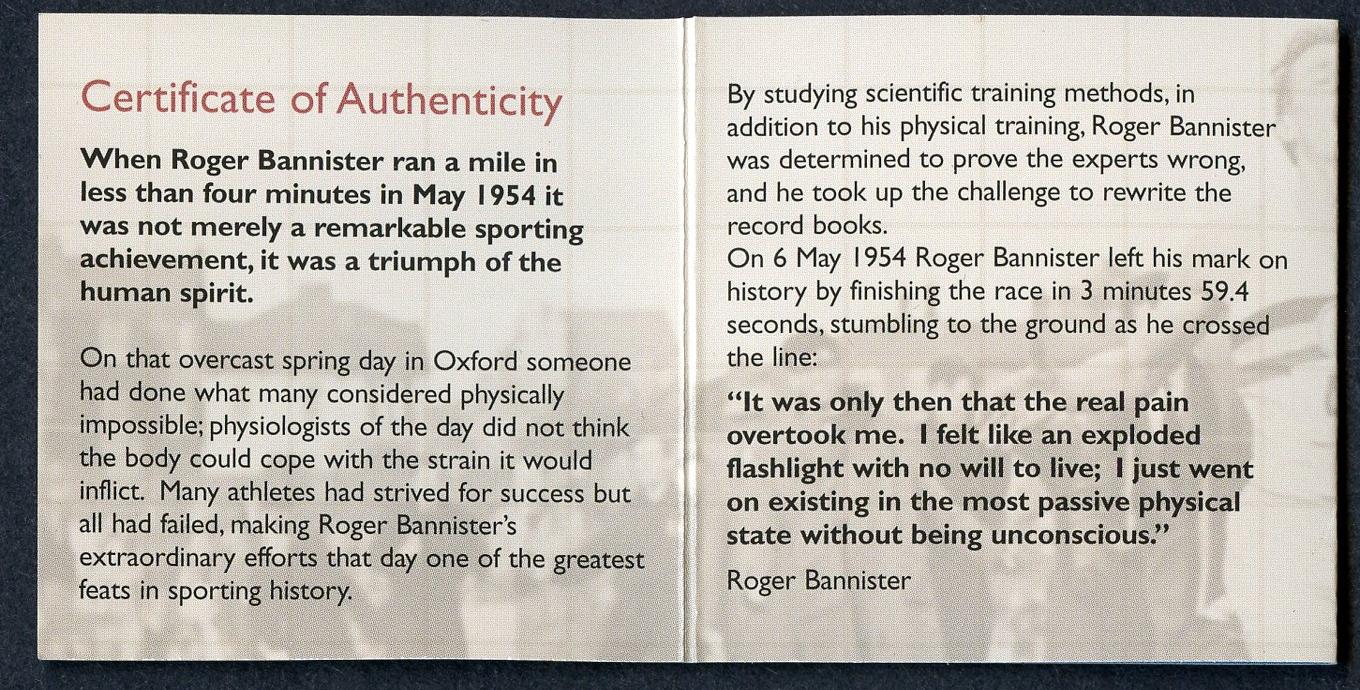 Certificate of Authenticity
When Roger Bannister ran a mile in
less than four minutes in May 1954 it
was not merely a remarkable sporting
achievement, it was a triumph of the
human spirit.
On that overcast spring day in Oxford someone
had done what many considered physically
impossible; physiologists of the day did not think
the body could cope with the strain it would
inflict.  Many athletes had strived for success but
all had failed, making Roger Bannister’s
extraordinary efforts that day one of the greatest
feats in sporting history.
By studying scientific training methods, in
addition to his physical training, Roger Bannister
was determined to prove the experts wrong,
and he took up the challenge to rewrite the
record books.
On 6 May 1954 Roger Bannister left his mark on
history by finishing the race in 3 minutes 59.4
seconds, stumbling to the ground as he crossed
the line:
“It was only then that the real pain
overtook me.  I felt like an exploded
flashlight with no will to live;  I just went
on existing in the most passive physical
state without being unconscious.”
Roger Bannister